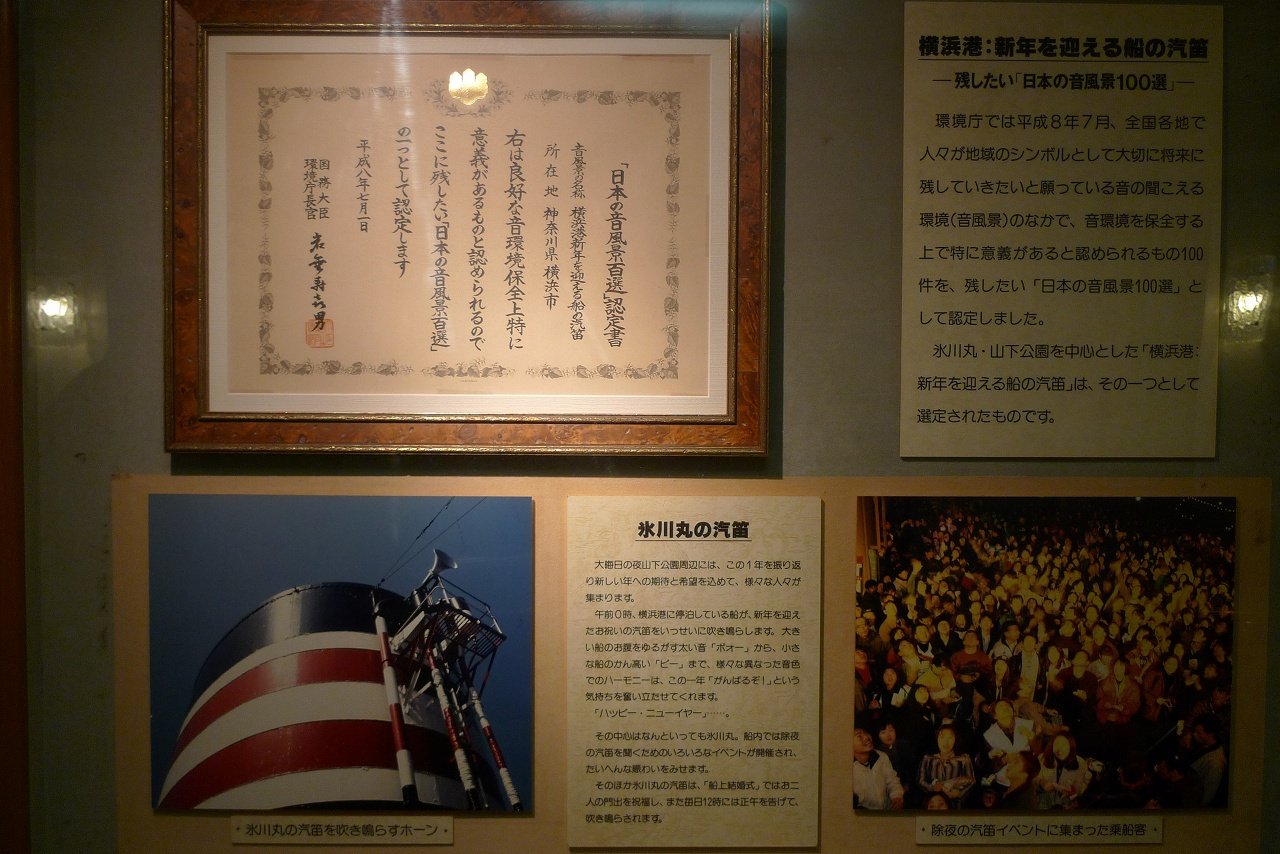 「日本の音風景百選」認定書
音風景の名称 横浜港新年を迎える船の汽笛
所在地 神奈川県横浜市
右は良好な音環境保全上特に
意義があるものと認められるので
ここに残したい「日本の音風景百選」
の一つとして認定します
平成八年七月一日
国務大臣
環境庁長官 岩垂寿喜男
横浜港：新年を迎える船の汽笛
―残したい「日本の音風景100選」―
環境庁では平成8年7月、全国各地で
人々が地域のシンボルとして大切に将来に
残していきたいと願っている音の聞こえる
環境（音風景）のなかで、音環境を保全する
上で特に意義があると認められるもの100
件を、残したい「日本の音風景100選」と
して認定しました。
氷川丸・山下公園を中心とした「横浜港：
新年を迎える船の汽笛」は、その一つとして
選定されたものです。
氷川丸の汽笛を吹き鳴らすホーン
氷川丸の汽笛
大晦日の夜山下公園周辺には、この1年を振り返
り新しい年への期待と希望を込めて、様々な人々が
集まります。
午前0時、横浜港に停泊している船が、新年を迎え
たお祝いの汽笛をいっせいに吹き鳴らします。大き
い船のお腹をゆるがす太い音「ボォー」から、小さ
な船のかん高い「ピー」まで、様々な異なった音色
でのハーモニーは、この一年「がんばるぞ！」という
気持ちを奮い立たせてくれます。
「ハッピー・ニューイヤー」……。
その中心はなんといっても氷川丸。船内では除夜
の汽笛を聞くためのいろいろなイベントが開催され、
たいへんな賑わいをみせます。
そのほか氷川丸の汽笛は、「船上結婚式」ではお二
人の門出を祝福し、また毎日12時には正午を告げて、
吹き鳴らされます。
除夜の汽笛イベントに集まった乗船客